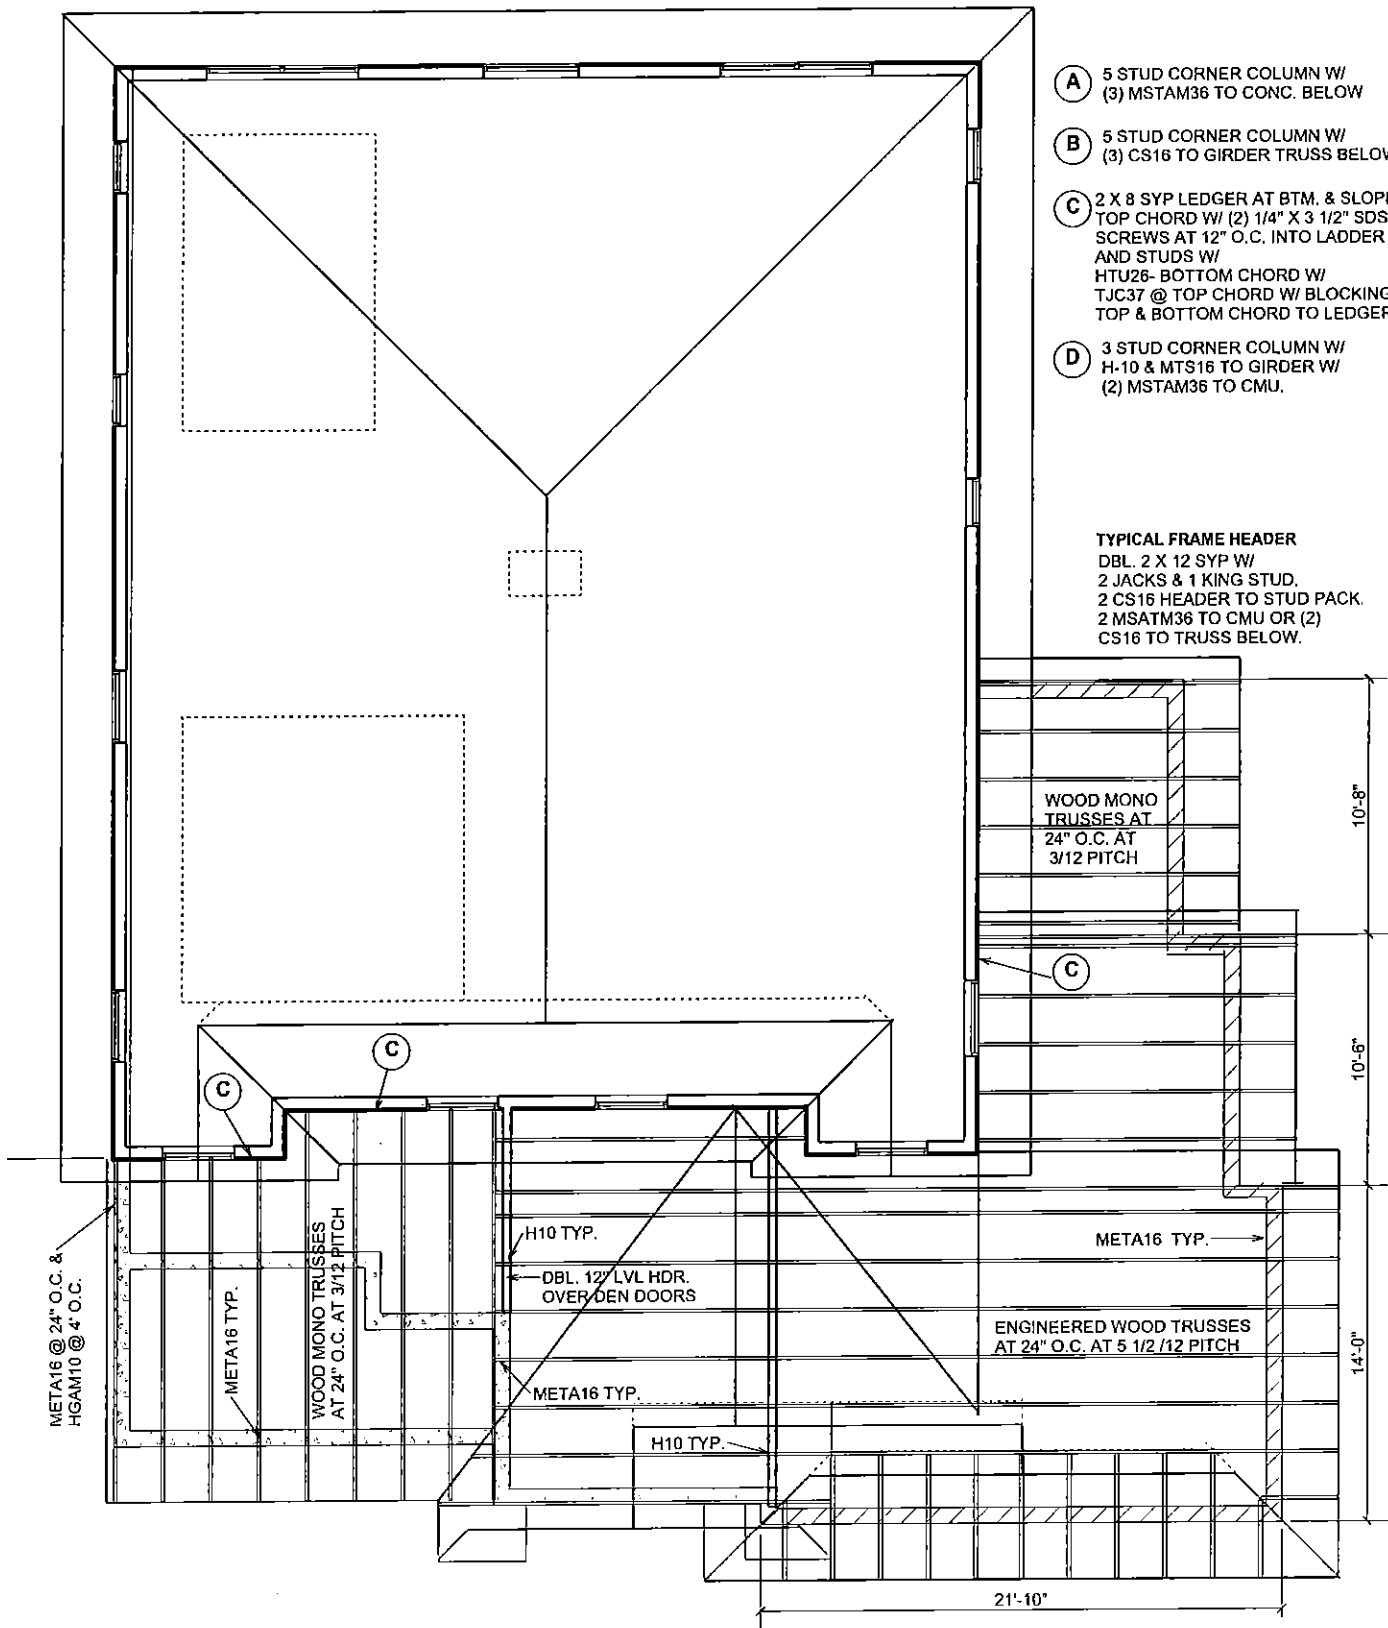 A
5 STUD CORNER COLUMN W/
(3) MSTAM36 TO CONC. BELOW
B
5 STUD CORNER COLUMN W/
(3) CS16 TO GIRDER TRUSS BELOW
C
2 X 8 SYP LEDGER AT BTM. & SLOPE
TOP CHORD W/ (2) 1/4" X 3 1/2" SDS
SCREWS AT 12" O.C. INTO LADDER
AND STUDS W/
HTU26- BOTTOM CHORD W/
TJC37 @ TOP CHORD W/ BLOCKING
TOP & BOTTOM CHORD TO LEDGER
D
3 STUD CORNER COLUMN W/
H-10 & MTS16 TO GIRDER W/
(2) MSTAM36 TO CMU.
TYPICAL FRAME HEADER
DBL. 2 X 12 SYP W/
2 JACKS & 1 KING STUD.
2 CS16 HEADER TO STUD PACK.
2 MSATM36 TO CMU OR (2)
CS16 TO TRUSS BELOW.
WOOD MONO
TRUSSES AT
24" O.C. AT
3/12 PITCH
10'-8"
C
10'-6"
C
C
META16 @ 24" O.C. &
HGAM10 @ 4' O.C.
META16 TYP.
WOOD MONO TRUSSES
AT 24" O.C. AT 3/12 PITCH
H10 TYP.
DBL. 12" LVL HDR.
OVER DEN DOORS
META16 TYP.
META16 TYP.
ENGINEERED WOOD TRUSSES
AT 24" O.C. AT 5 1/2 /12 PITCH
14'-0"
H10 TYP.
21'-10"